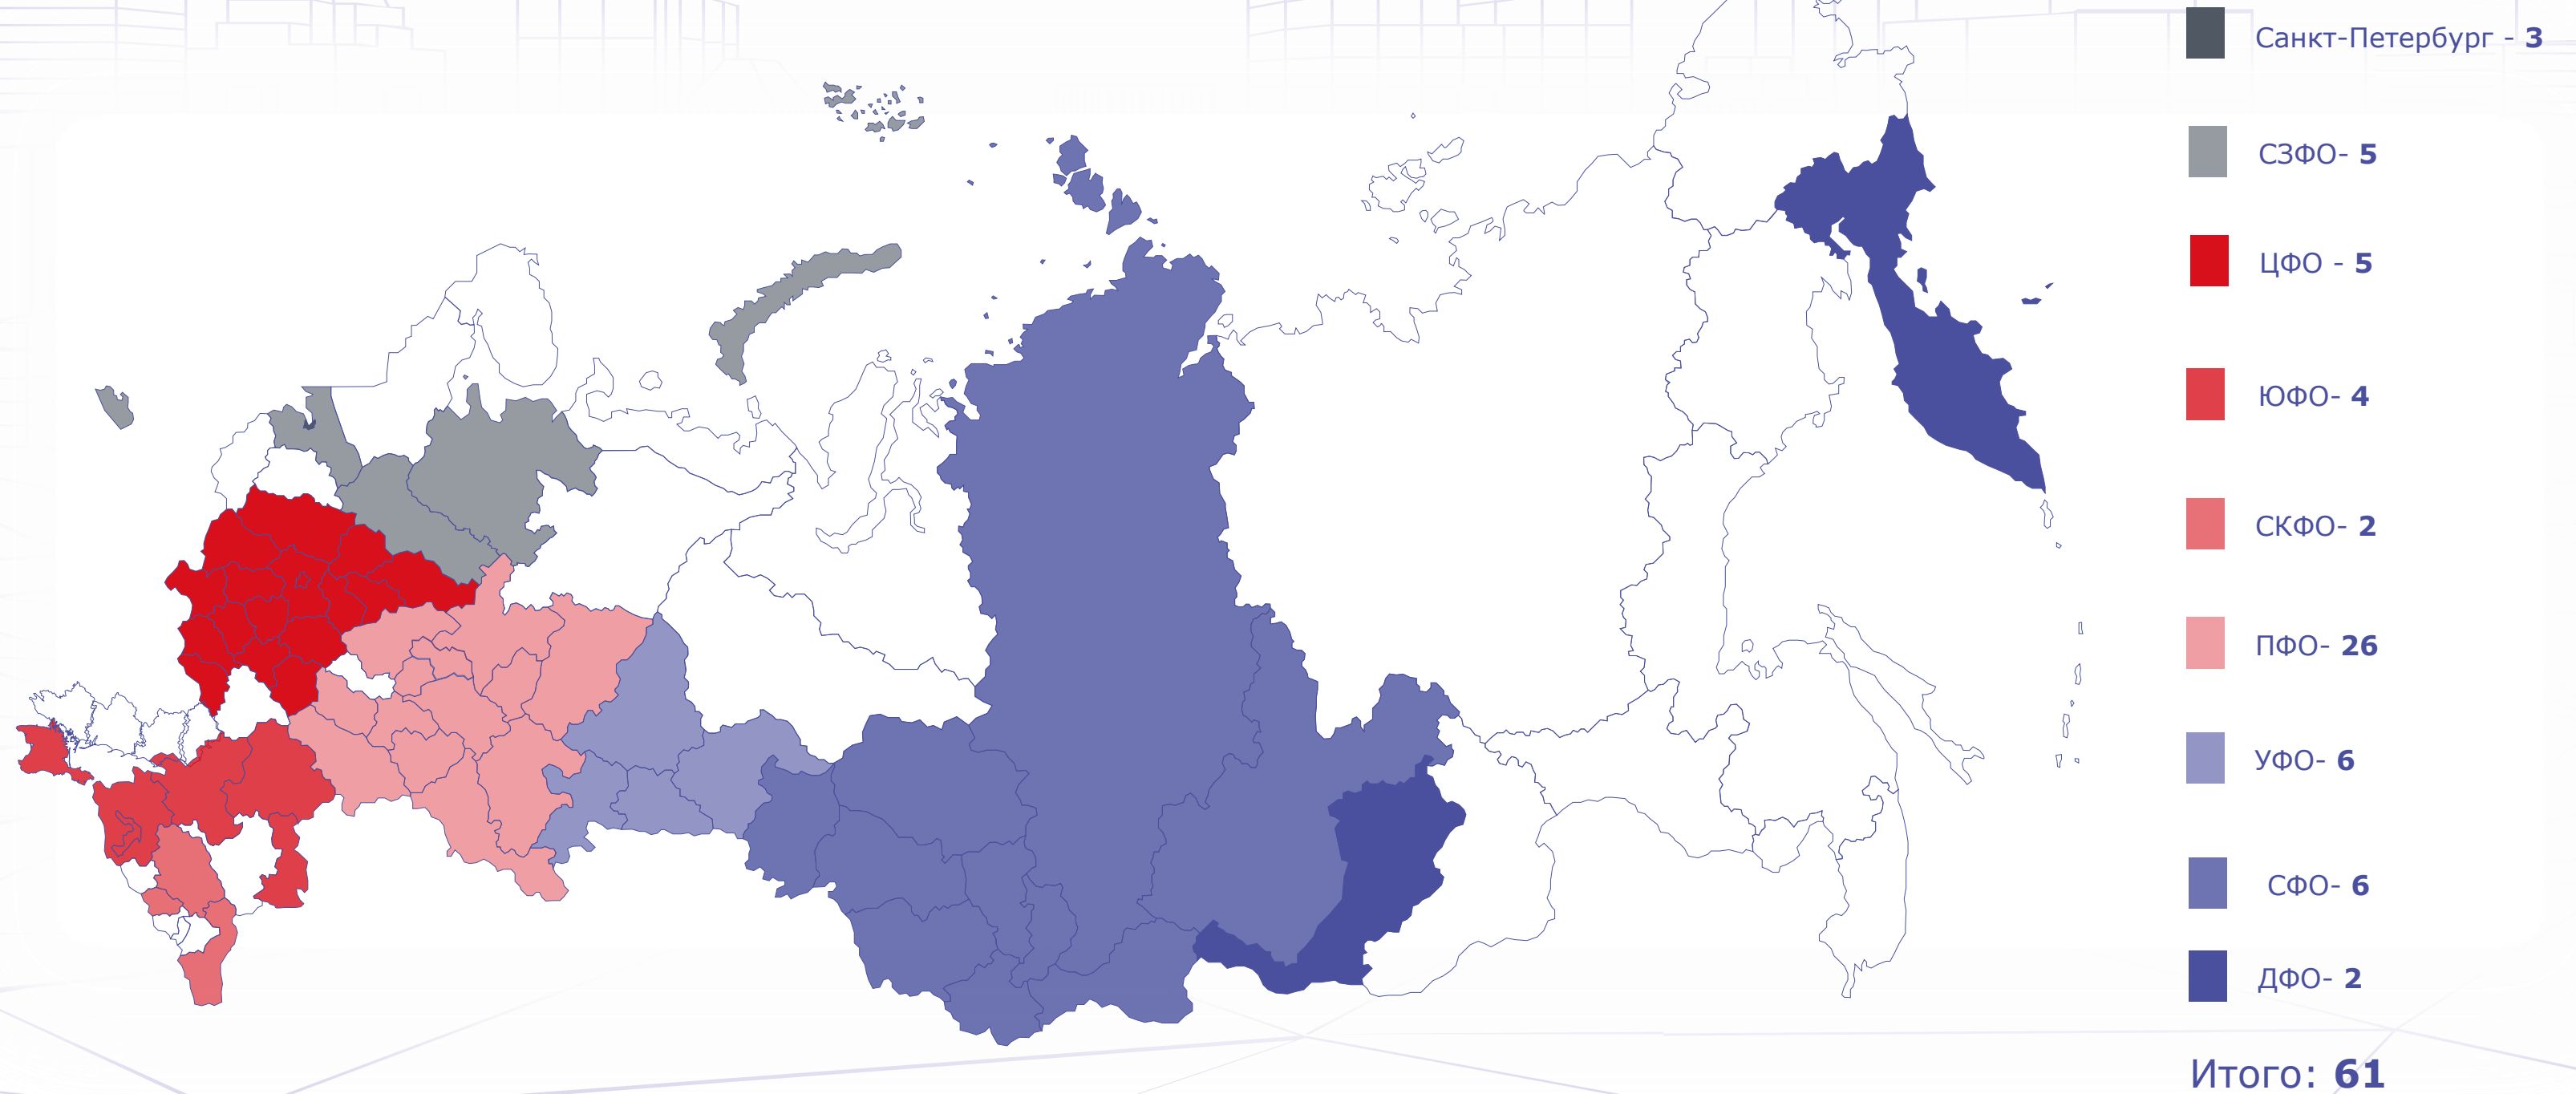 Санкт-Петербург - 3
СЗФО- 5
ЦФО - 5
ЮФО- 4
СКФО- 2
ПФО- 26
УФО- 6
СФО- 6
ДФО- 2
Итого: 61